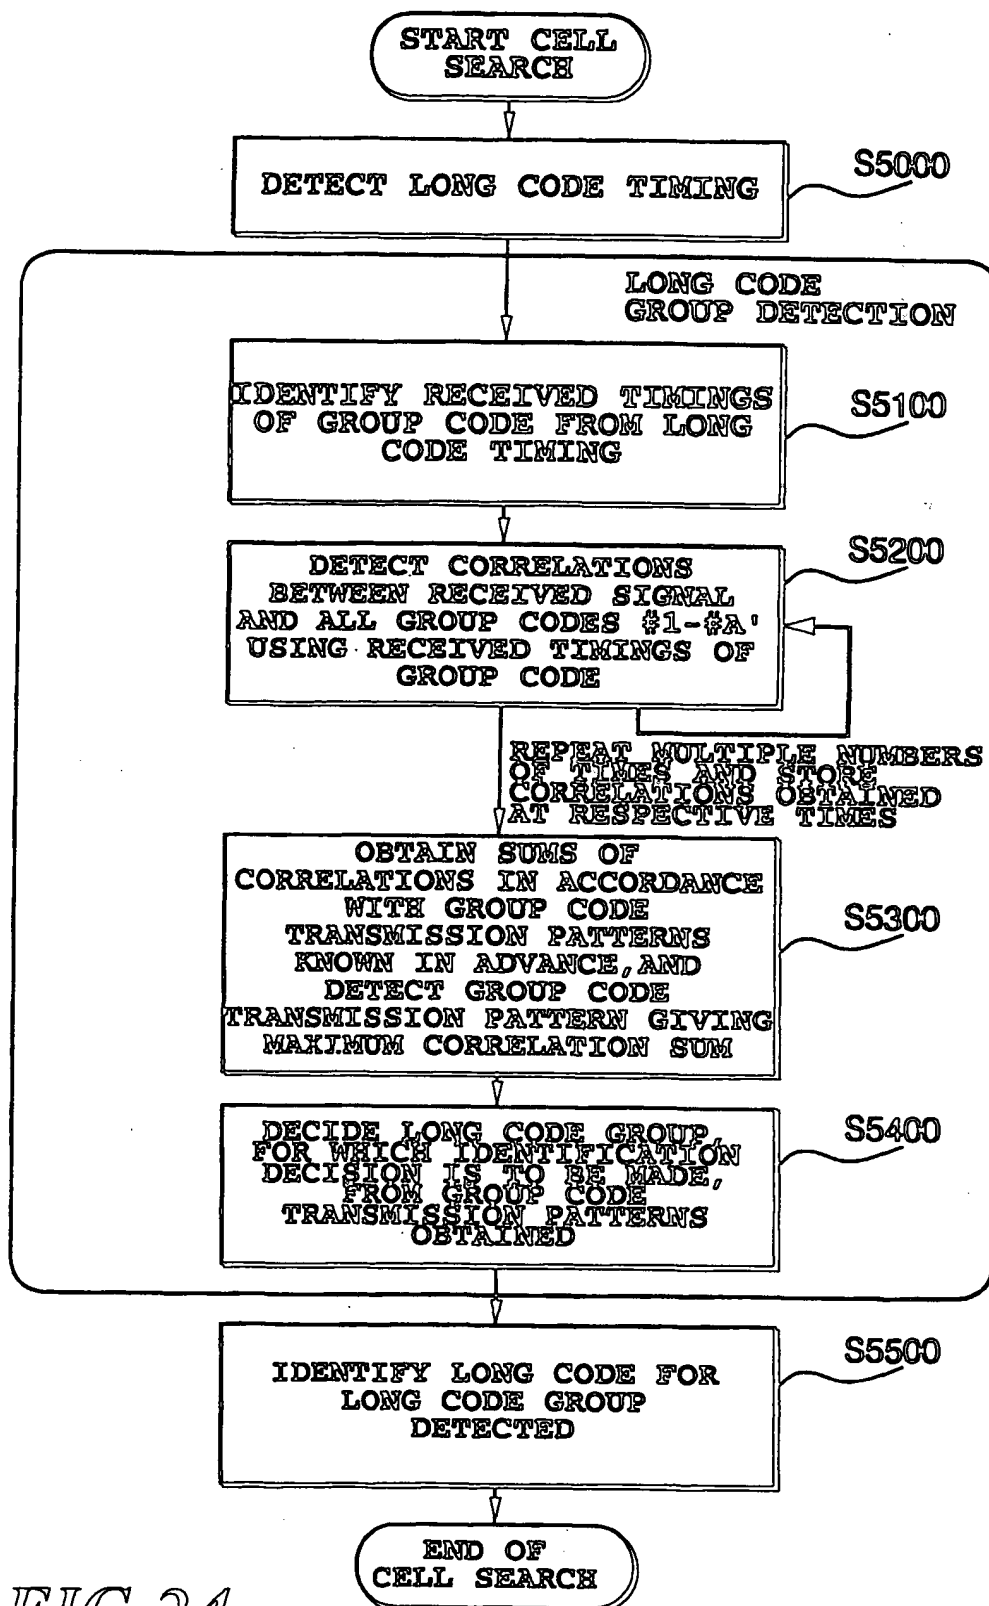 START CELL
SEARCH
S5000
DETECT LONG CODE TIMING
LONG CODE
GROUP DETECTION
S5100
IDENTIFY RECEIVED TIMINGS
OF GROUP CODE FROM LONG
CODE TIMING
S5200
DETECT CORRELATIONS
BETWEEN RECEIVED SIGNAL
AND ALL GROUP CODES #1-#A'
USING RECEIVED TIMINGS OF
GROUP CODE
REPEAT MULTIPLE NUMBERS
OF TIMES AND STORE
CORRELATIONS OBTAINED
AT RESPECTIVE TIMES
S5300
OBTAIN SUMS OF
CORRELATIONS IN ACCORDANCE
WITH GROUP CODE
TRANSMISSION PATTERNS
KNOWN IN ADVANCE, AND
DETECT GROUP CODE
TRANSMISSION PATTERN GIVING
MAXIMUM CORRELATION SUM
S5400
DECIDE LONG CODE GROUP,
FOR WHICH IDENTIFICATION
DECISION IS TO BE MADE,
FROM GROUP CODE
TRANSMISSION PATTERNS
OBTAINED
S5500
IDENTIFY LONG CODE FOR
LONG CODE GROUP
DETECTED
END OF
CELL SEARCH
FIG.24